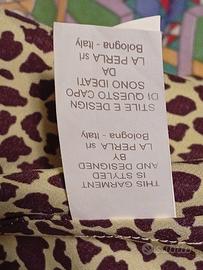 THIS GARMENT
IS STYLED
AND DESIGNED
BY
LA PERLA srl
Bologna - Italy
STILE E DESIGN
DI QUESTO CAPO
SONO IDEATI
DA
LA PERLA srl
Bologna - Italy
subito